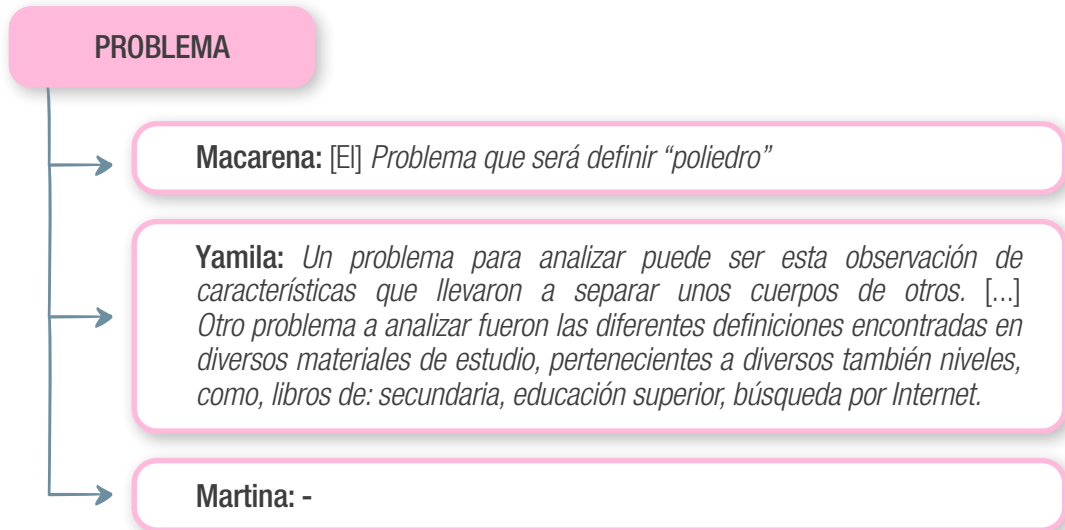 PROBLEMA
Macarena: [El] Problema que será definir “poliedro”
Yamila: Un problema para analizar puede ser esta observación de
características que llevaron a separar unos cuerpos de otros. [...]
Otro problema a analizar fueron las diferentes definiciones encontradas en
diversos materiales de estudio, pertenecientes a diversos también niveles,
como, libros de: secundaria, educación superior, búsqueda por Internet.
Martina: -